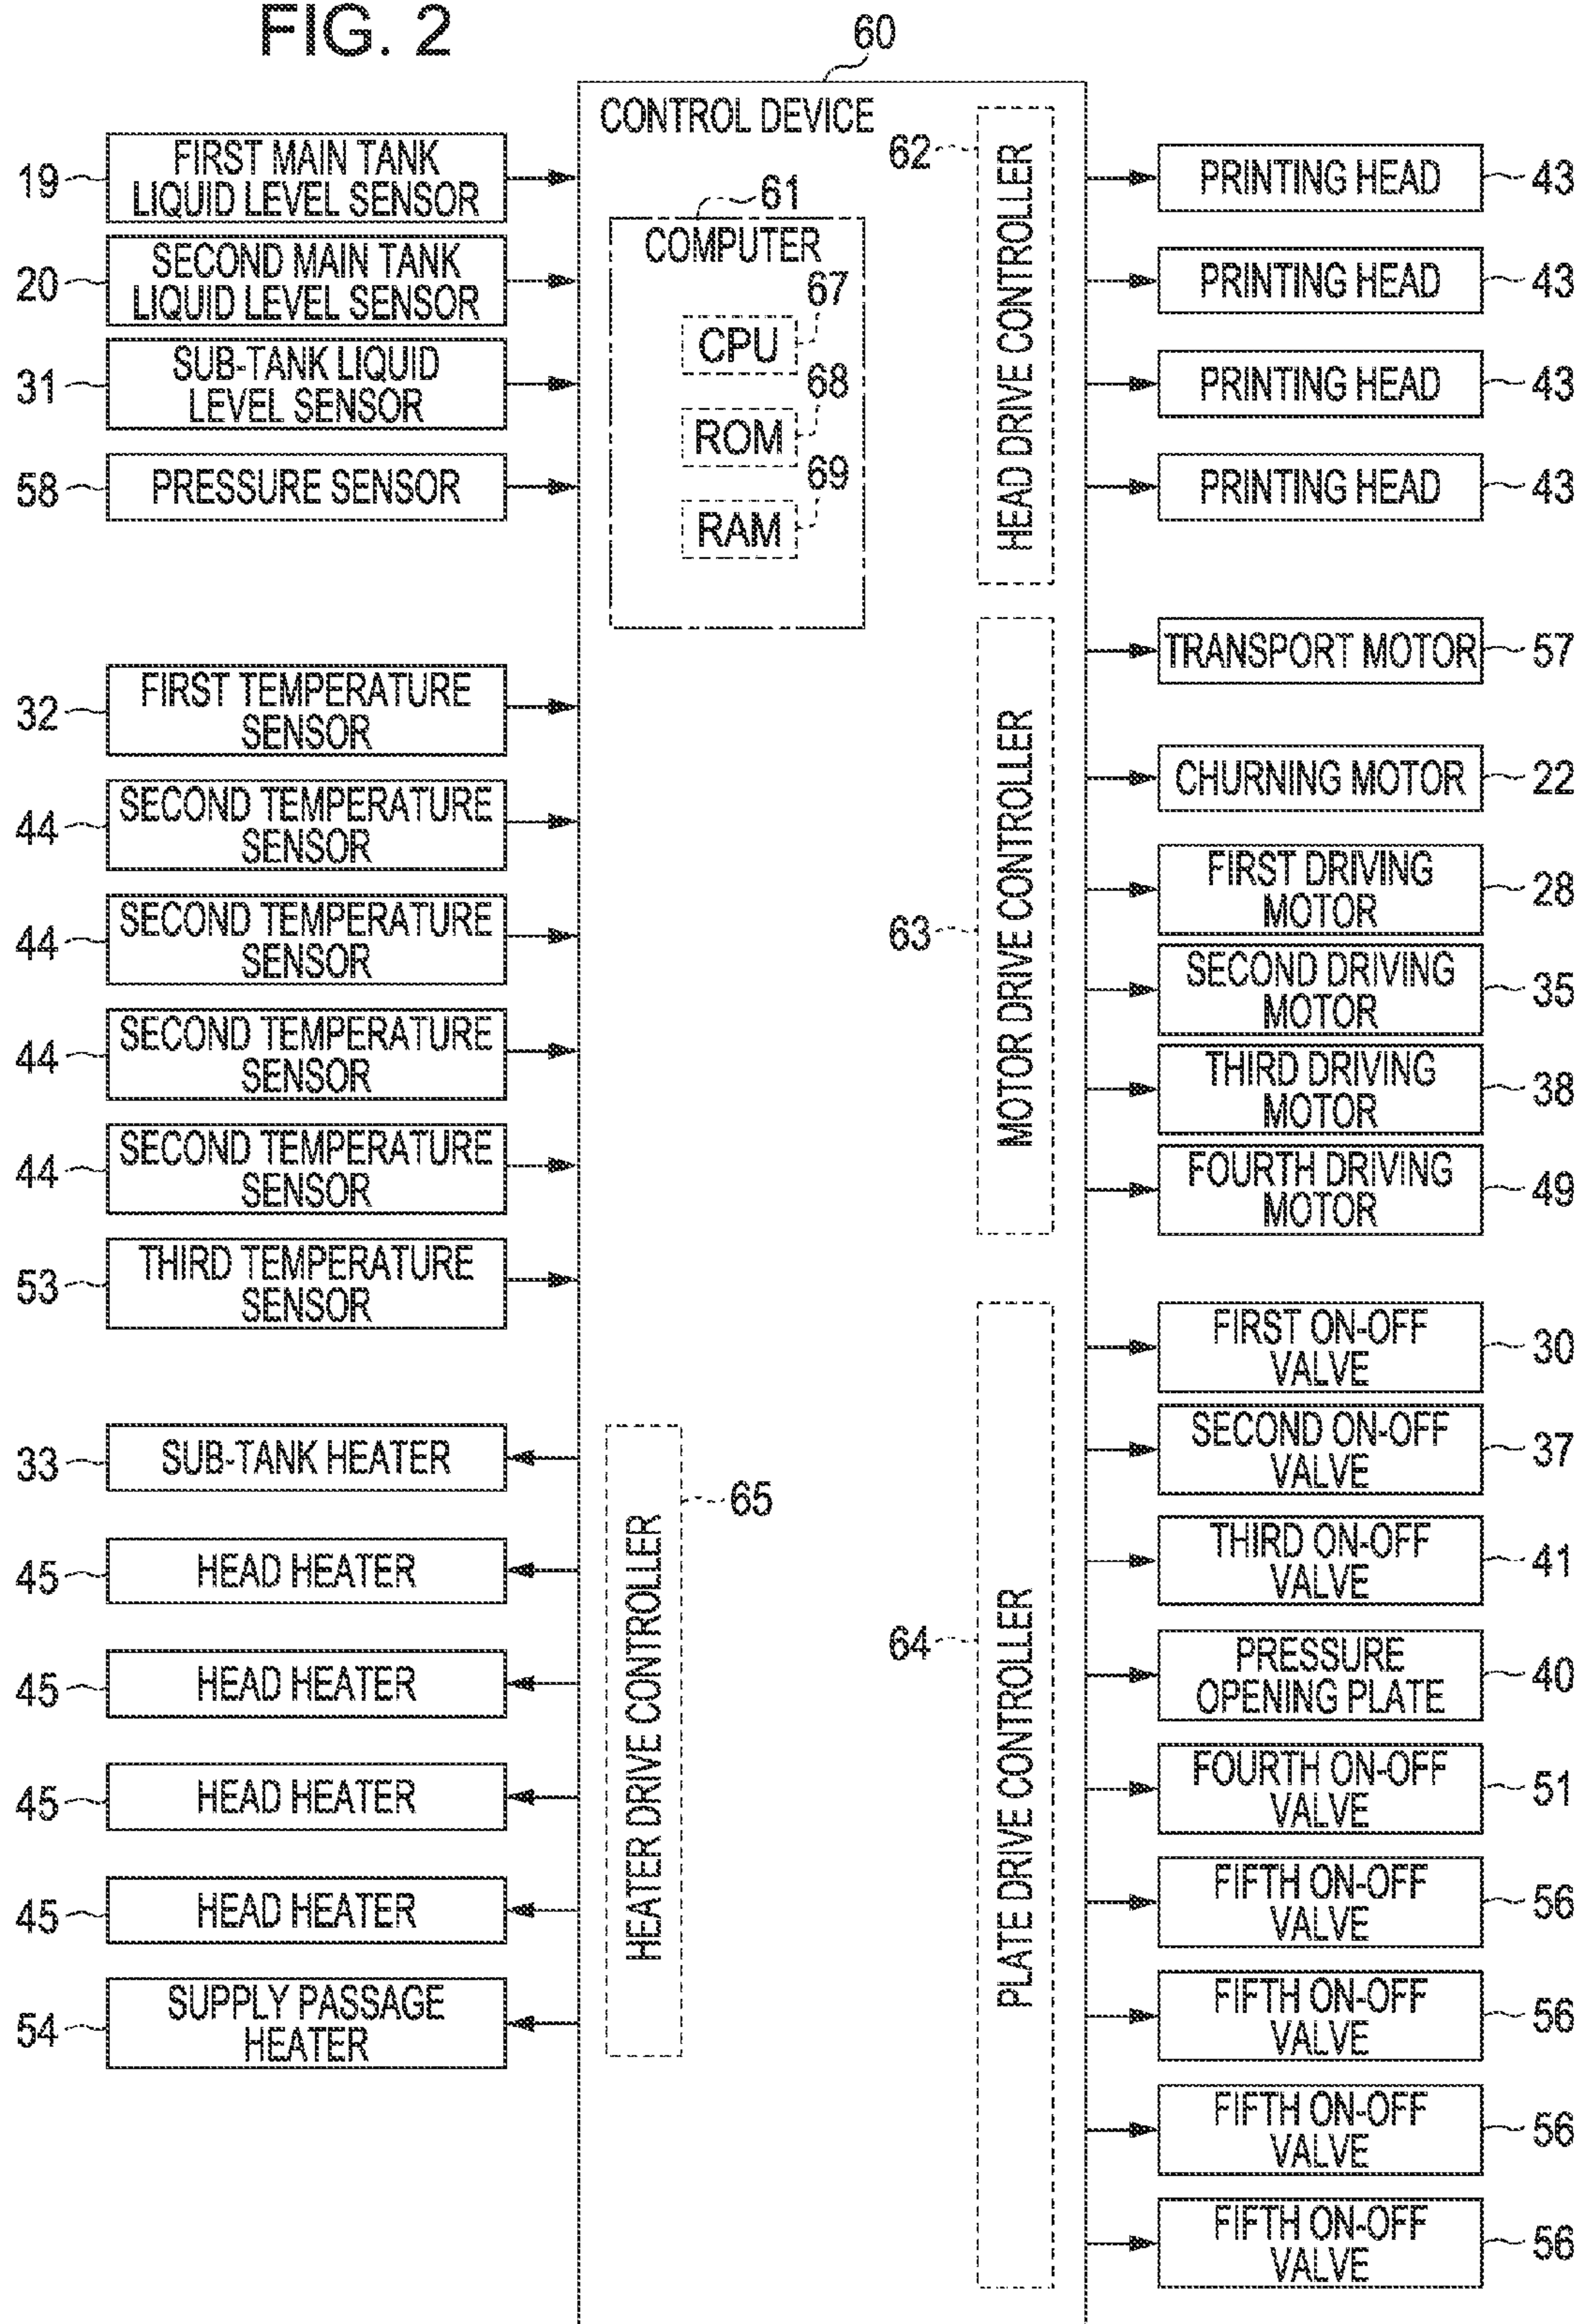 FIG. 2
60
CONTROL DEVICE
61
COMPUTER
67
CPU
68
ROM
69
RAM
62
HEAD DRIVE CONTROLLER
63
MOTOR DRIVE CONTROLLER
64
PLATE DRIVE CONTROLLER
65
HEATER DRIVE CONTROLLER
19
FIRST MAIN TANK
LIQUID LEVEL SENSOR
20
SECOND MAIN TANK
LIQUID LEVEL SENSOR
31
SUB-TANK LIQUID
LEVEL SENSOR
58
PRESSURE SENSOR
32
FIRST TEMPERATURE
SENSOR
44
SECOND TEMPERATURE
SENSOR
44
SECOND TEMPERATURE
SENSOR
44
SECOND TEMPERATURE
SENSOR
44
SECOND TEMPERATURE
SENSOR
53
THIRD TEMPERATURE
SENSOR
33
SUB-TANK HEATER
45
HEAD HEATER
45
HEAD HEATER
45
HEAD HEATER
45
HEAD HEATER
54
SUPPLY PASSAGE
HEATER
PRINTING HEAD
43
PRINTING HEAD
43
PRINTING HEAD
43
PRINTING HEAD
43
TRANSPORT MOTOR
57
CHURNING MOTOR
22
FIRST DRIVING
MOTOR
28
SECOND DRIVING
MOTOR
35
THIRD DRIVING
MOTOR
38
FOURTH DRIVING
MOTOR
49
FIRST ON-OFF
VALVE
30
SECOND ON-OFF
VALVE
37
THIRD ON-OFF
VALVE
41
PRESSURE
OPENING PLATE
40
FOURTH ON-OFF
VALVE
51
FIFTH ON-OFF
VALVE
56
FIFTH ON-OFF
VALVE
56
FIFTH ON-OFF
VALVE
56
FIFTH ON-OFF
VALVE
56